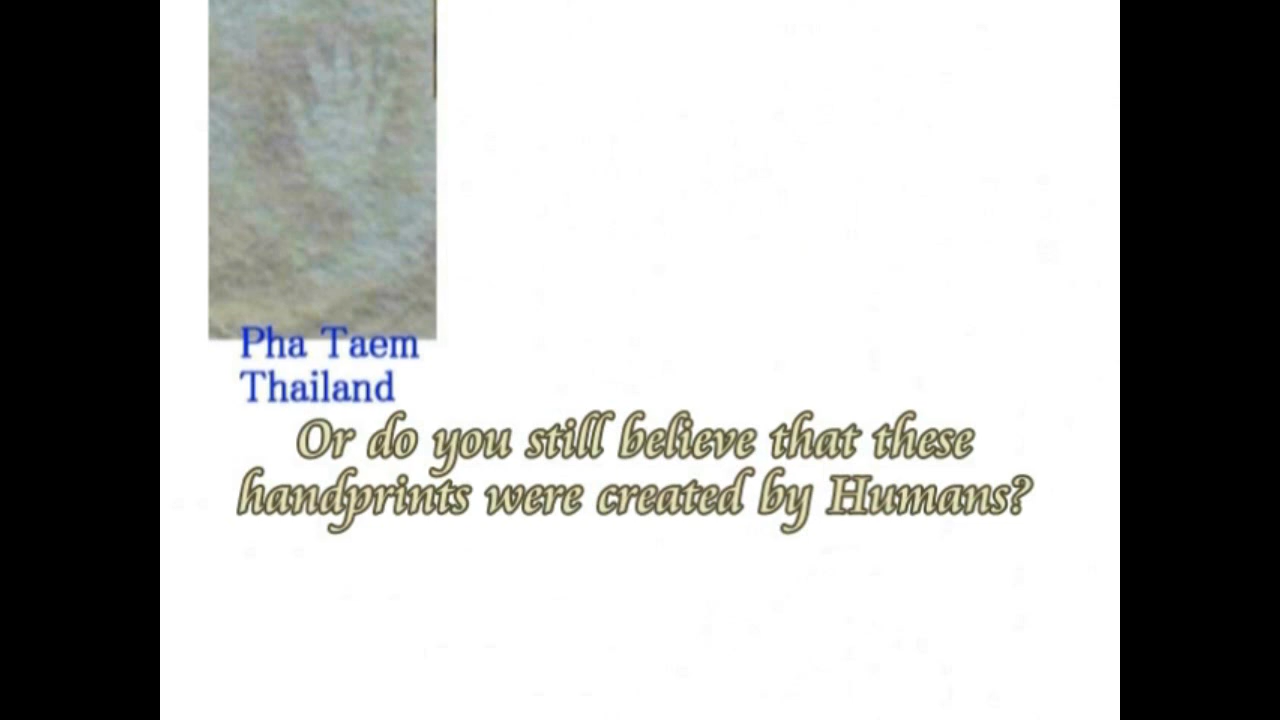 Pha Taem
Thailand
Or do you still believe that these
handprints were created by Humans?